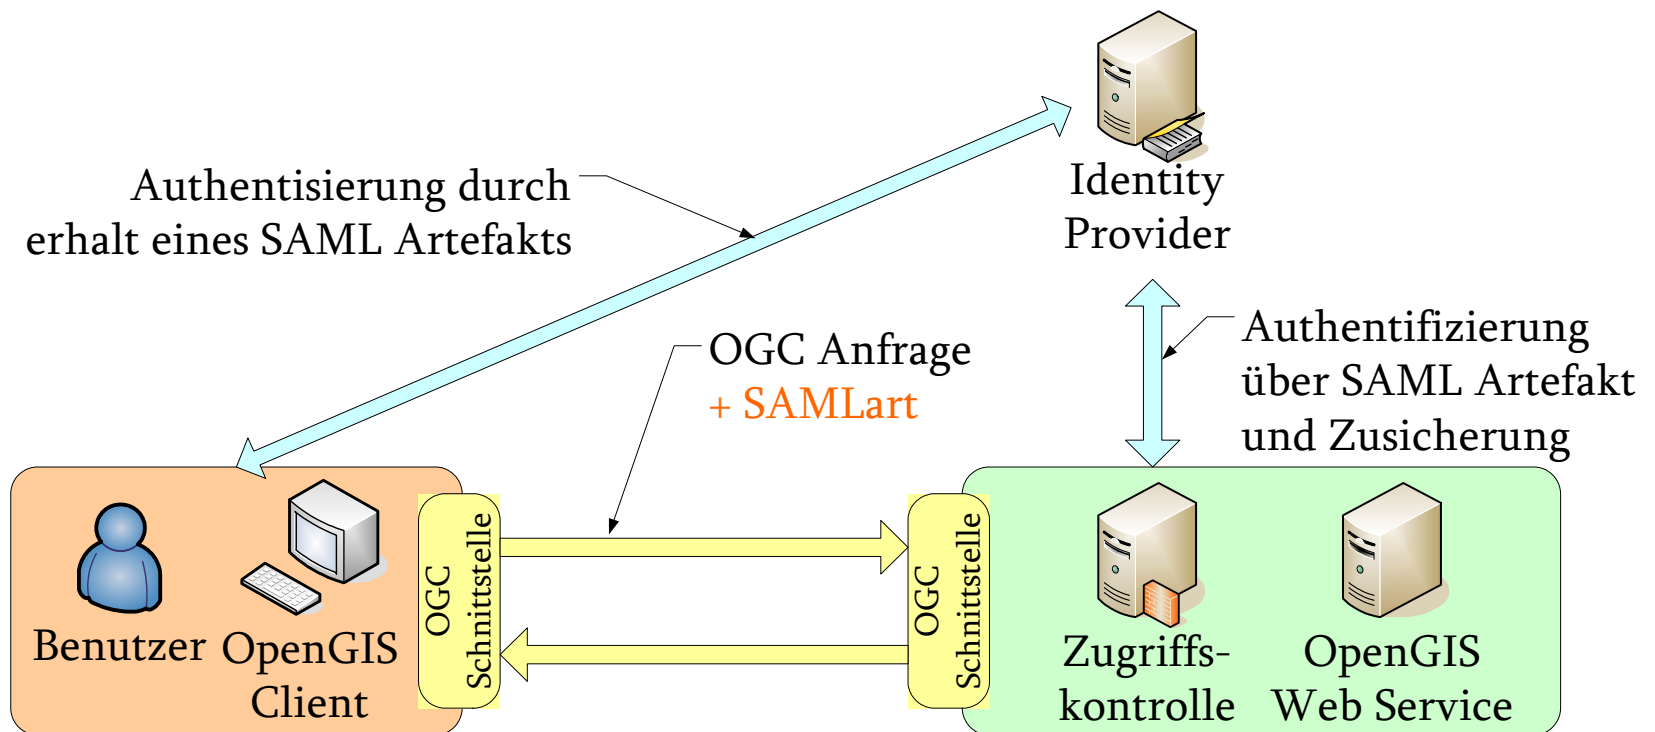 Identity
Provider
Authentisierung durch
erhalt eines SAML Artefakts
Authentifizierung
über SAML Artefakt
und Zusicherung
OGC Anfrage
+ SAMLart
Benutzer
OpenGIS
Client
OGC
Schnittstelle
OGC
Schnittstelle
Zugriffs-
kontrolle
OpenGIS
Web Service